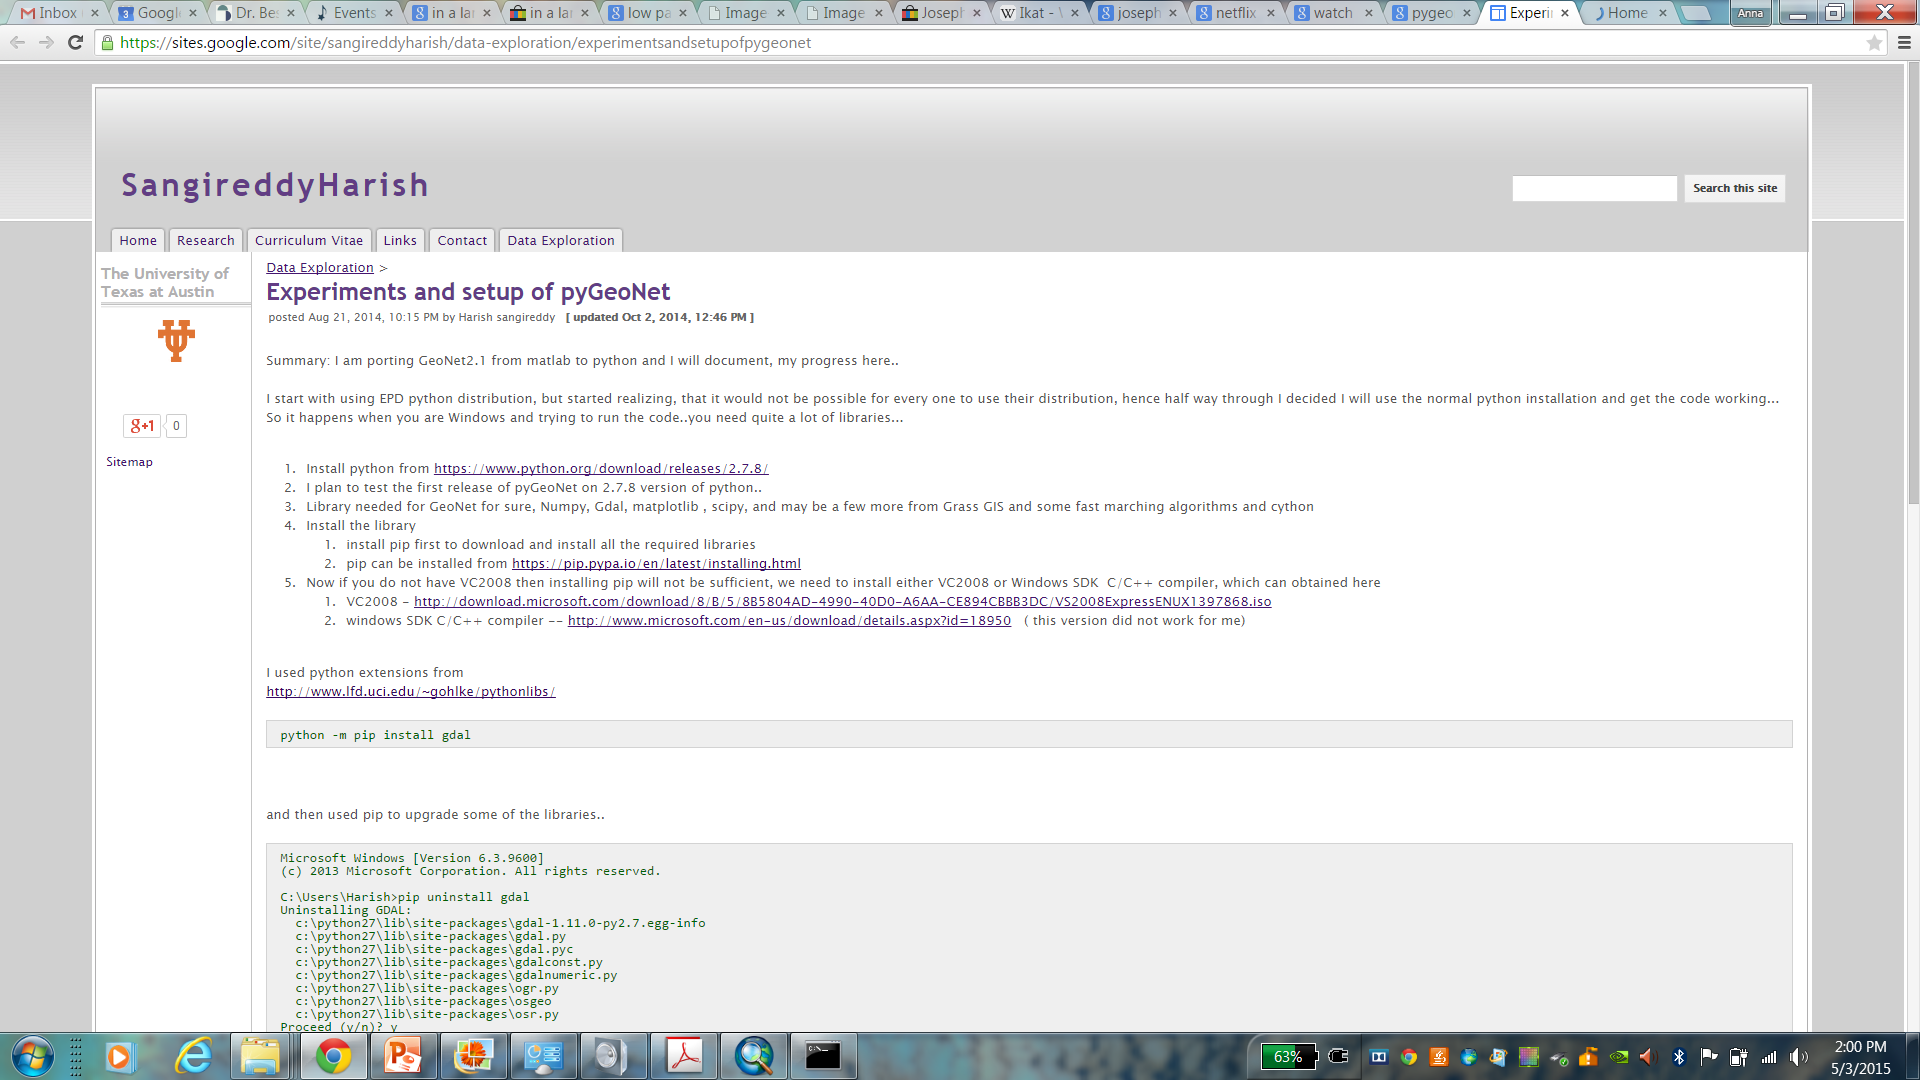 Inbox
Google
Dr. Bes
Events
in a lar
in a lar
low pa
Image
Image
Joseph
Ikat - \
joseph
netflix
watch
pygeo
Experi
Home
Anna
https://sites.google.com/site/sangireddyharish/data-exploration/experimentsandsetupofpygeonet
SangireddyHarish
Search this site
Home Research Curriculum Vitae Links Contact Data Exploration
The University of
Texas at Austin
g+1 0
Sitemap
Data Exploration >
Experiments and setup of pyGeoNet
posted Aug 21, 2014, 10:15 PM by Harish sangireddy [ updated Oct 2, 2014, 12:46 PM ]
Summary: I am porting GeoNet2.1 from matlab to python and I will document, my progress here..
I start with using EPD python distribution, but started realizing, that it would not be possible for every one to use their distribution, hence half way through I decided I will use the normal python installation and get the code working...
So it happens when you are Windows and trying to run the code..you need quite a lot of libraries...
1. Install python from https://www.python.org/download/releases/2.7.8/
2. I plan to test the first release of pyGeoNet on 2.7.8 version of python..
3. Library needed for GeoNet for sure, Numpy, Gdal, matplotlib , scipy, and may be a few more from Grass GIS and some fast marching algorithms and cython
4. Install the library
1. install pip first to download and install all the required libraries
2. pip can be installed from https://pip.pypa.io/en/latest/installing.html
5. Now if you do not have VC2008 then installing pip will not be sufficient, we need to install either VC2008 or Windows SDK C/C++ compiler, which can obtained here
1. VC2008 - http://download.microsoft.com/download/8/B/5/8B5804AD-4990-40D0-A6AA-CE894CBBB3DC/VS2008ExpressENUX1397868.iso
2. windows SDK C/C++ compiler -- http://www.microsoft.com/en-us/download/details.aspx?id=18950 ( this version did not work for me)
I used python extensions from
http://www.lfd.uci.edu/~gohlke/pythonlibs/
python -m pip install gdal
and then used pip to upgrade some of the libraries..
Microsoft Windows [Version 6.3.9600]
(c) 2013 Microsoft Corporation. All rights reserved.
C:\Users\Harish>pip uninstall gdal
Uninstalling GDAL:
c:\python27\lib\site-packages\gdal-1.11.0-py2.7.egg-info
c:\python27\lib\site-packages\gdal.py
c:\python27\lib\site-packages\gdal.pyc
c:\python27\lib\site-packages\gdalconst.py
c:\python27\lib\site-packages\gdalnumeric.py
c:\python27\lib\site-packages\ogr.py
c:\python27\lib\site-packages\osgeo
c:\python27\lib\site-packages\osr.py
Proceed (y/n)? y
63%
2:00 PM
5/3/2015